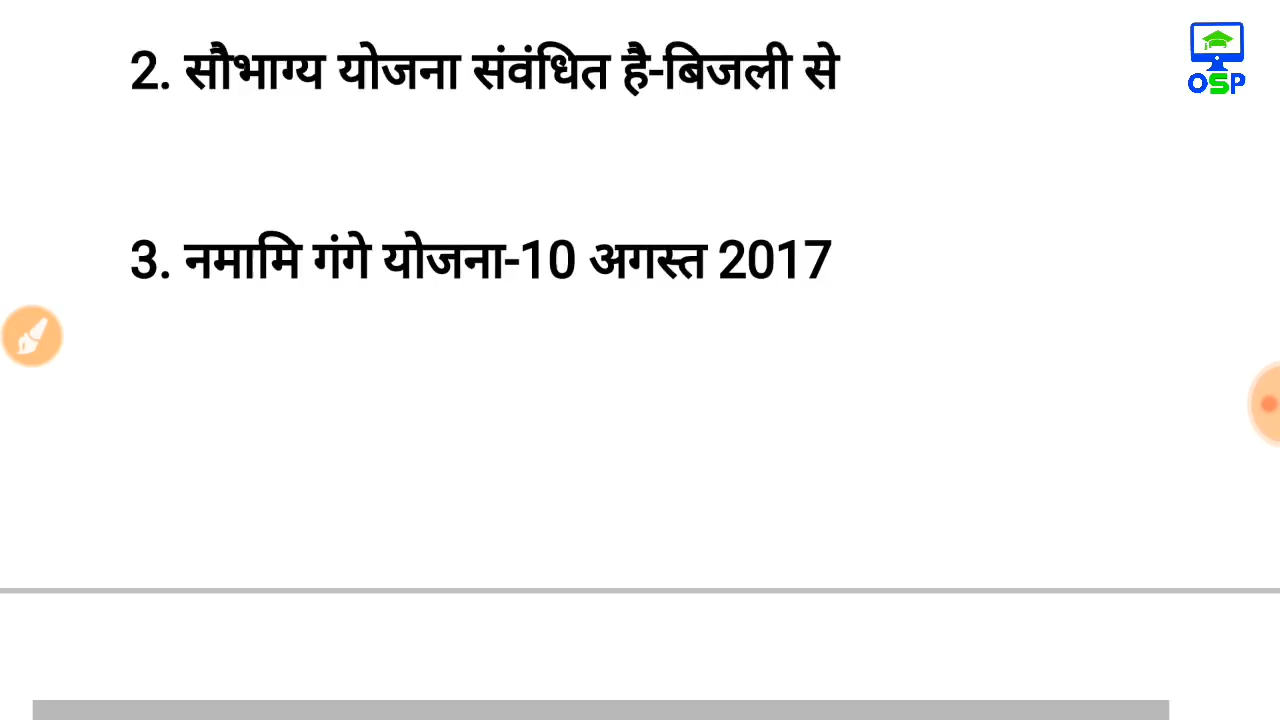 2. सौभाग्य योजना संवंधित है-बिजली से
OSP
3. नमामि गंगे योजना-10 अगस्त 2017